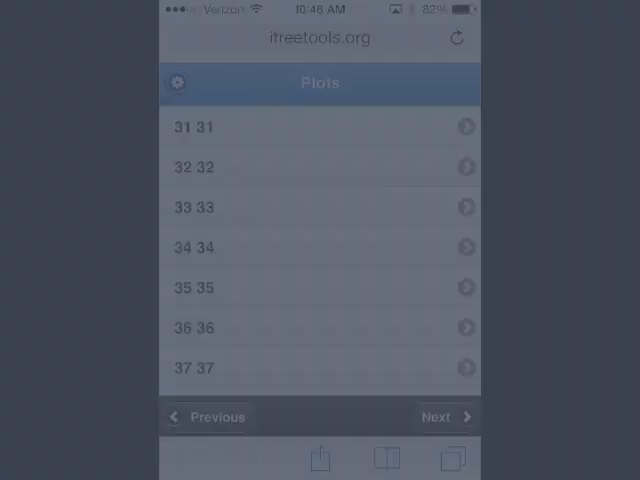 Verizon 10:46 AM 82%
itreetools.org
Plots
31 31
32 32
33 33
34 34
35 35
36 36
37 37
Previous Next